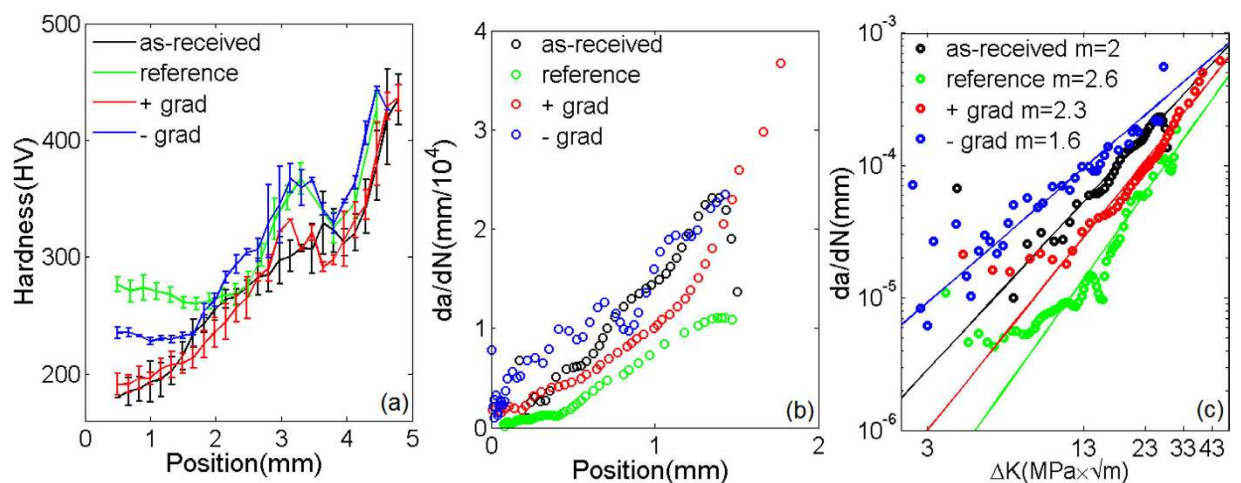 500
400
300
200
0
1
2
3
4
5
Hardness(HV)
Position(mm)
as-received
reference
+ grad
- grad
(a)
4
3
2
1
0
0
1
2
da/dN(mm/10⁴)
Position(mm)
as-received
reference
+ grad
- grad
(b)
10⁻³
10⁻⁴
10⁻⁵
10⁻⁶
3
13
23
33
43
da/dN(mm)
ΔK(MPa×√m)
as-received m=2
reference m=2.6
+ grad m=2.3
- grad m=1.6
(c)